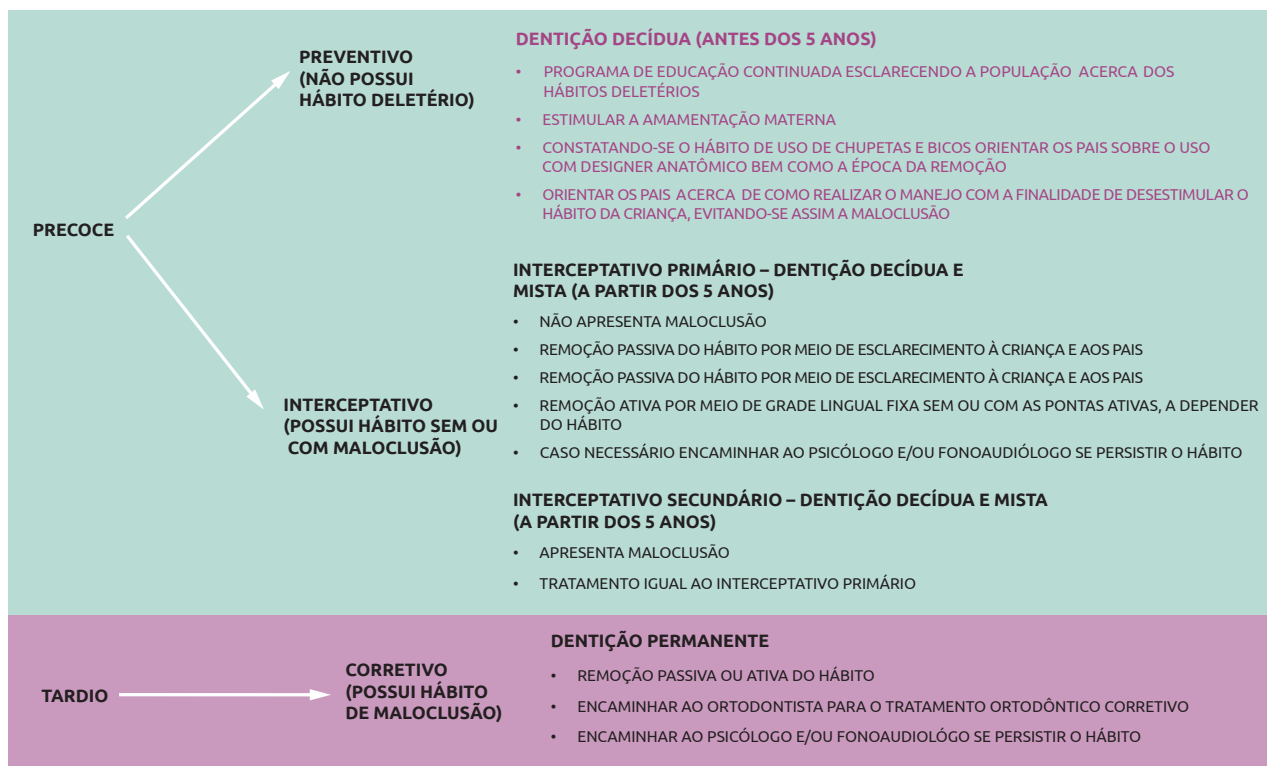 PRECOCE
PREVENTIVO
(NÃO POSSUI
HÁBITO DELETÉRIO)
DENTIÇÃO DECÍDUA (ANTES DOS 5 ANOS)
• PROGRAMA DE EDUCAÇÃO CONTINUADA ESCLARECENDO A POPULAÇÃO ACERCA DOS
HÁBITOS DELETÉRIOS
• ESTIMULAR A AMAMENTAÇÃO MATERNA
• CONSTATANDO-SE O HÁBITO DE USO DE CHUPETAS E BICOS ORIENTAR OS PAIS SOBRE O USO
COM DESIGNER ANATÔMICO BEM COMO A ÉPOCA DA REMOÇÃO
• ORIENTAR OS PAIS ACERCA DE COMO REALIZAR O MANEJO COM A FINALIDADE DE DESESTIMULAR O
HÁBITO DA CRIANÇA, EVITANDO-SE ASSIM A MALOCLUSÃO
INTERCEPTATIVO
(POSSUI HÁBITO SEM OU
COM MALOCLUSÃO)
INTERCEPTATIVO PRIMÁRIO – DENTIÇÃO DECÍDUA E
MISTA (A PARTIR DOS 5 ANOS)
• NÃO APRESENTA MALOCLUSÃO
• REMOÇÃO PASSIVA DO HÁBITO POR MEIO DE ESCLARECIMENTO À CRIANÇA E AOS PAIS
• REMOÇÃO PASSIVA DO HÁBITO POR MEIO DE ESCLARECIMENTO À CRIANÇA E AOS PAIS
• REMOÇÃO ATIVA POR MEIO DE GRADE LINGUAL FIXA SEM OU COM AS PONTAS ATIVAS, A DEPENDER
DO HÁBITO
• CASO NECESSÁRIO ENCAMINHAR AO PSICÓLOGO E/OU FONOAUDIÓLOGO SE PERSISTIR O HÁBITO
INTERCEPTATIVO SECUNDÁRIO – DENTIÇÃO DECÍDUA E MISTA
(A PARTIR DOS 5 ANOS)
• APRESENTA MALOCLUSÃO
• TRATAMENTO IGUAL AO INTERCEPTATIVO PRIMÁRIO
TARDIO
CORRETIVO
(POSSUI HÁBITO
DE MALOCLUSÃO)
DENTIÇÃO PERMANENTE
• REMOÇÃO PASSIVA OU ATIVA DO HÁBITO
• ENCAMINHAR AO ORTODONTISTA PARA O TRATAMENTO ORTODÔNTICO CORRETIVO
• ENCAMINHAR AO PSICÓLOGO E/OU FONOAUDIOLÓGO SE PERSISTIR O HÁBITO